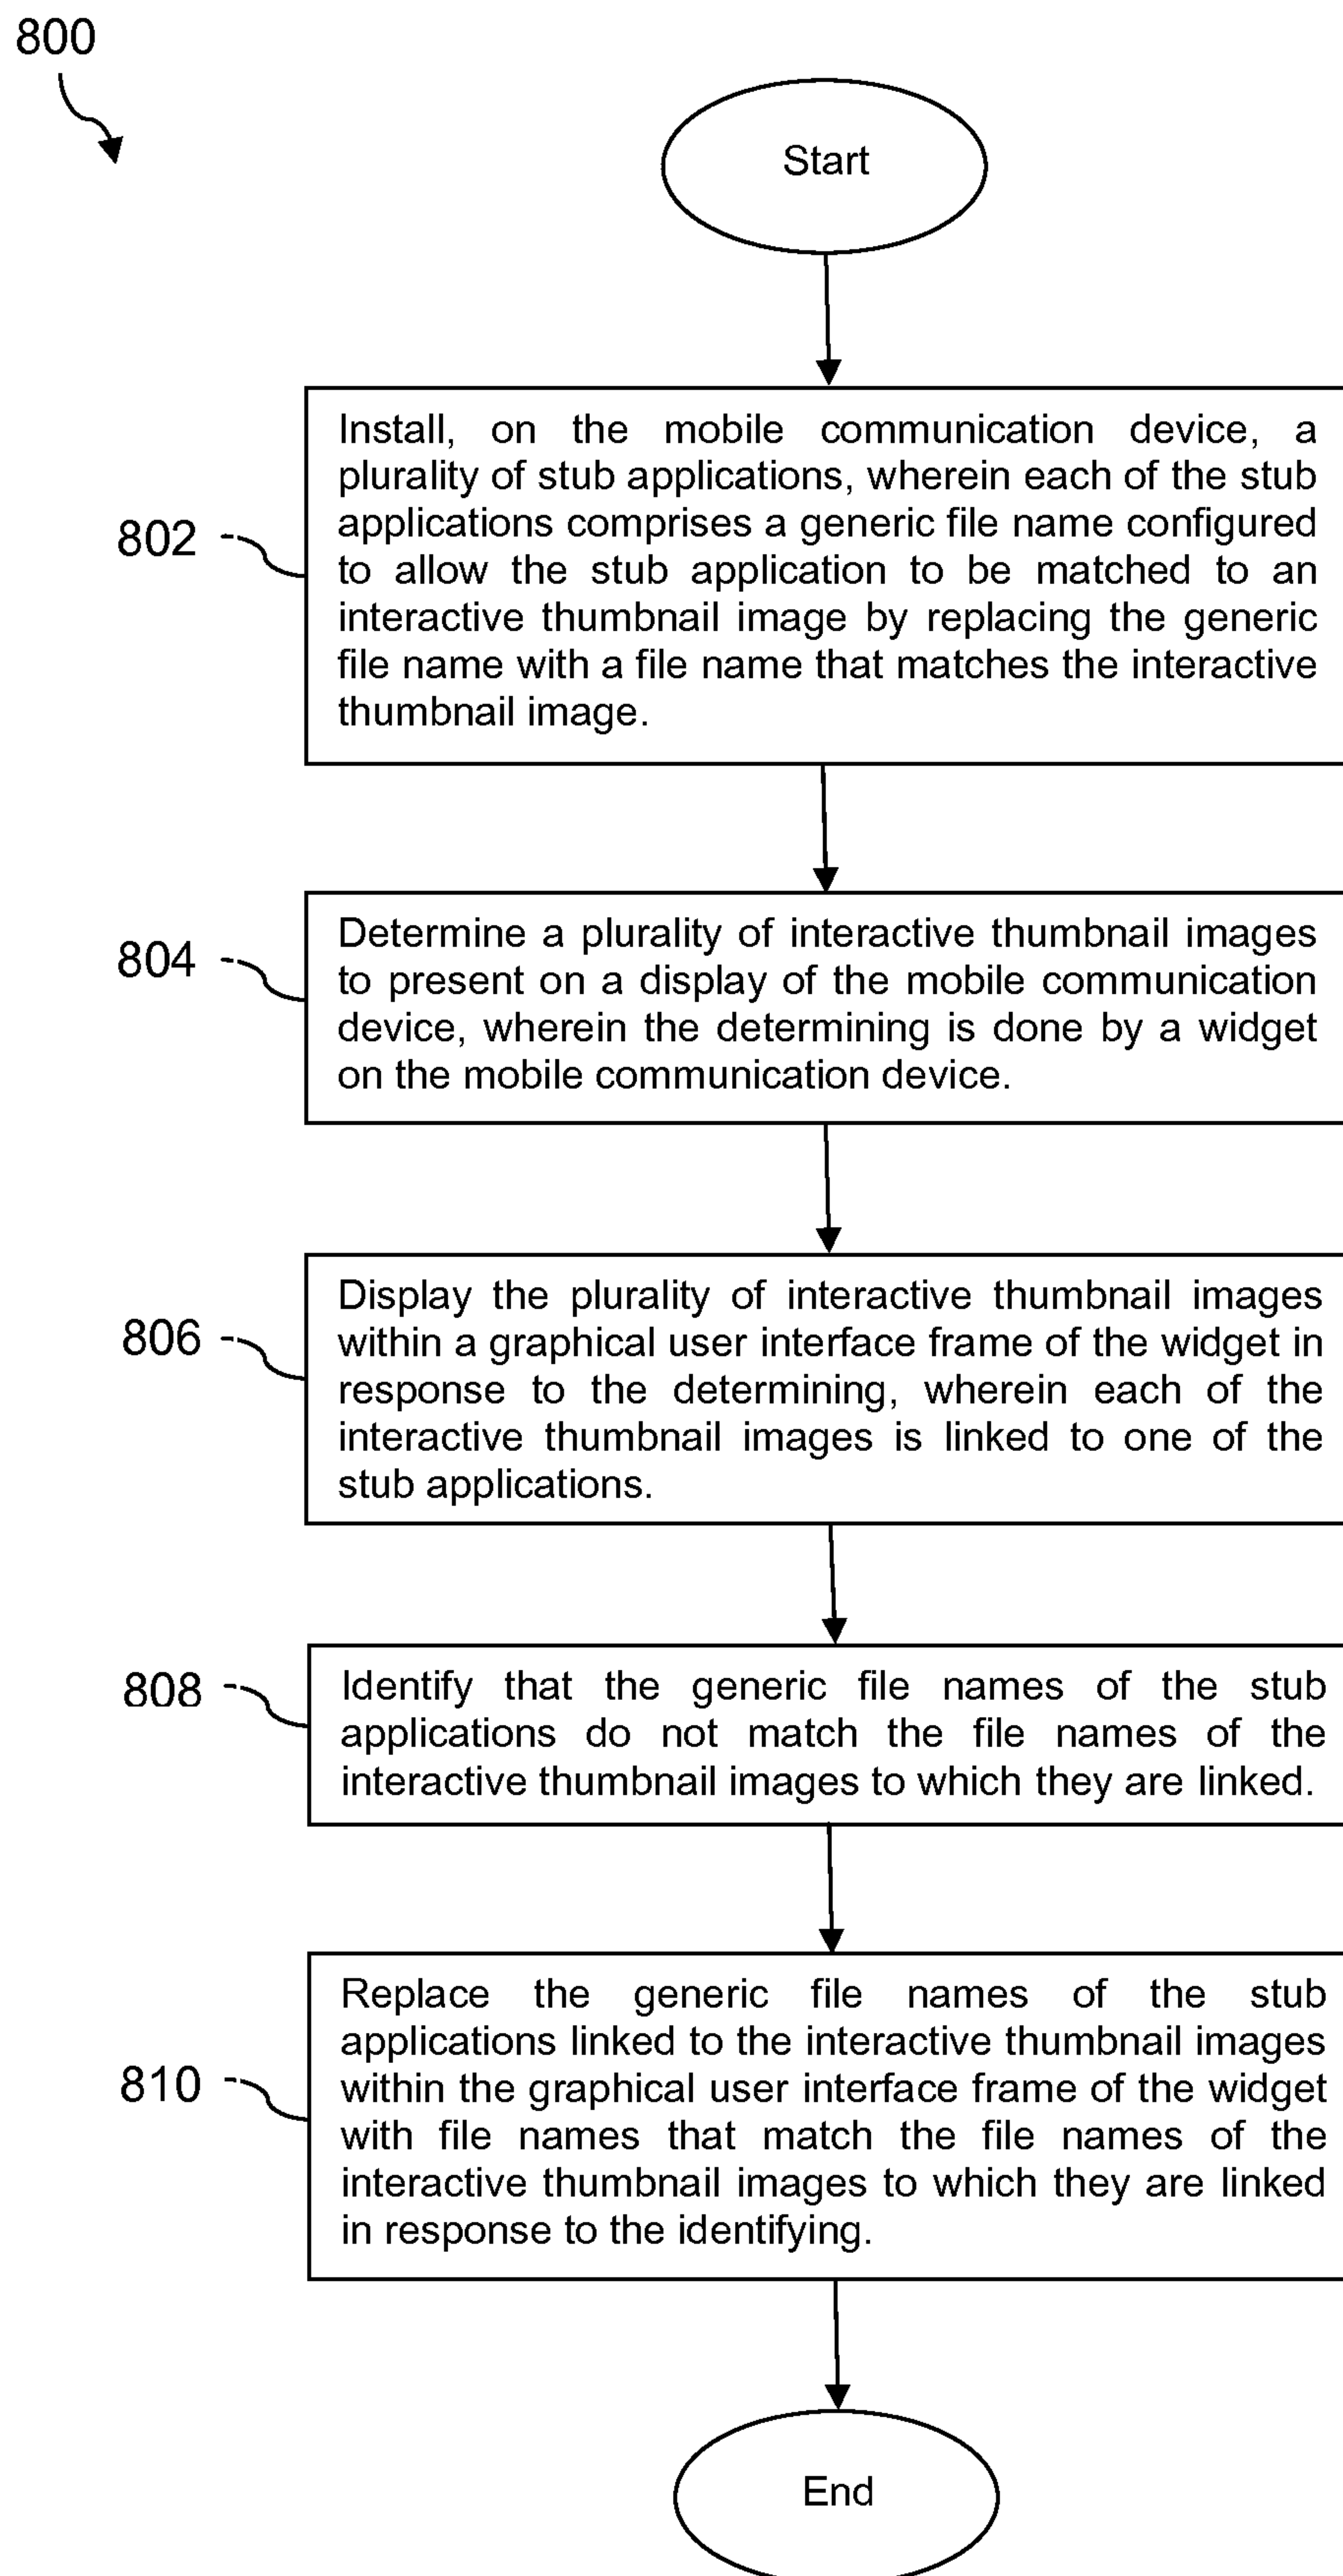 800
Start
802
Install, on the mobile communication device, a
plurality of stub applications, wherein each of the stub
applications comprises a generic file name configured
to allow the stub application to be matched to an
interactive thumbnail image by replacing the generic
file name with a file name that matches the interactive
thumbnail image.
804
Determine a plurality of interactive thumbnail images
to present on a display of the mobile communication
device, wherein the determining is done by a widget
on the mobile communication device.
806
Display the plurality of interactive thumbnail images
within a graphical user interface frame of the widget in
response to the determining, wherein each of the
interactive thumbnail images is linked to one of the
stub applications.
808
Identify that the generic file names of the stub
applications do not match the file names of the
interactive thumbnail images to which they are linked.
810
Replace the generic file names of the stub
applications linked to the interactive thumbnail images
within the graphical user interface frame of the widget
with file names that match the file names of the
interactive thumbnail images to which they are linked
in response to the identifying.
End